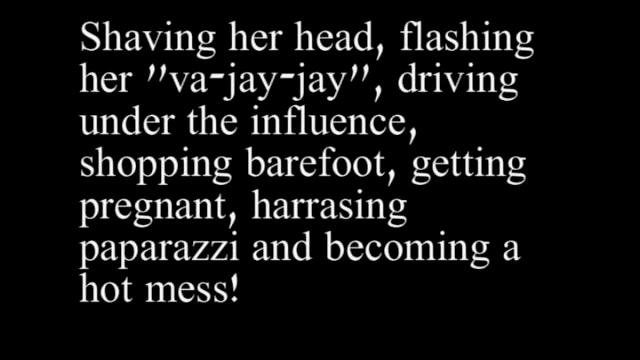 Shaving her head, flashing
her "va-jay-jay", driving
under the influence,
shopping barefoot, getting
pregnant, harrasing
paparazzi and becoming a
hot mess!